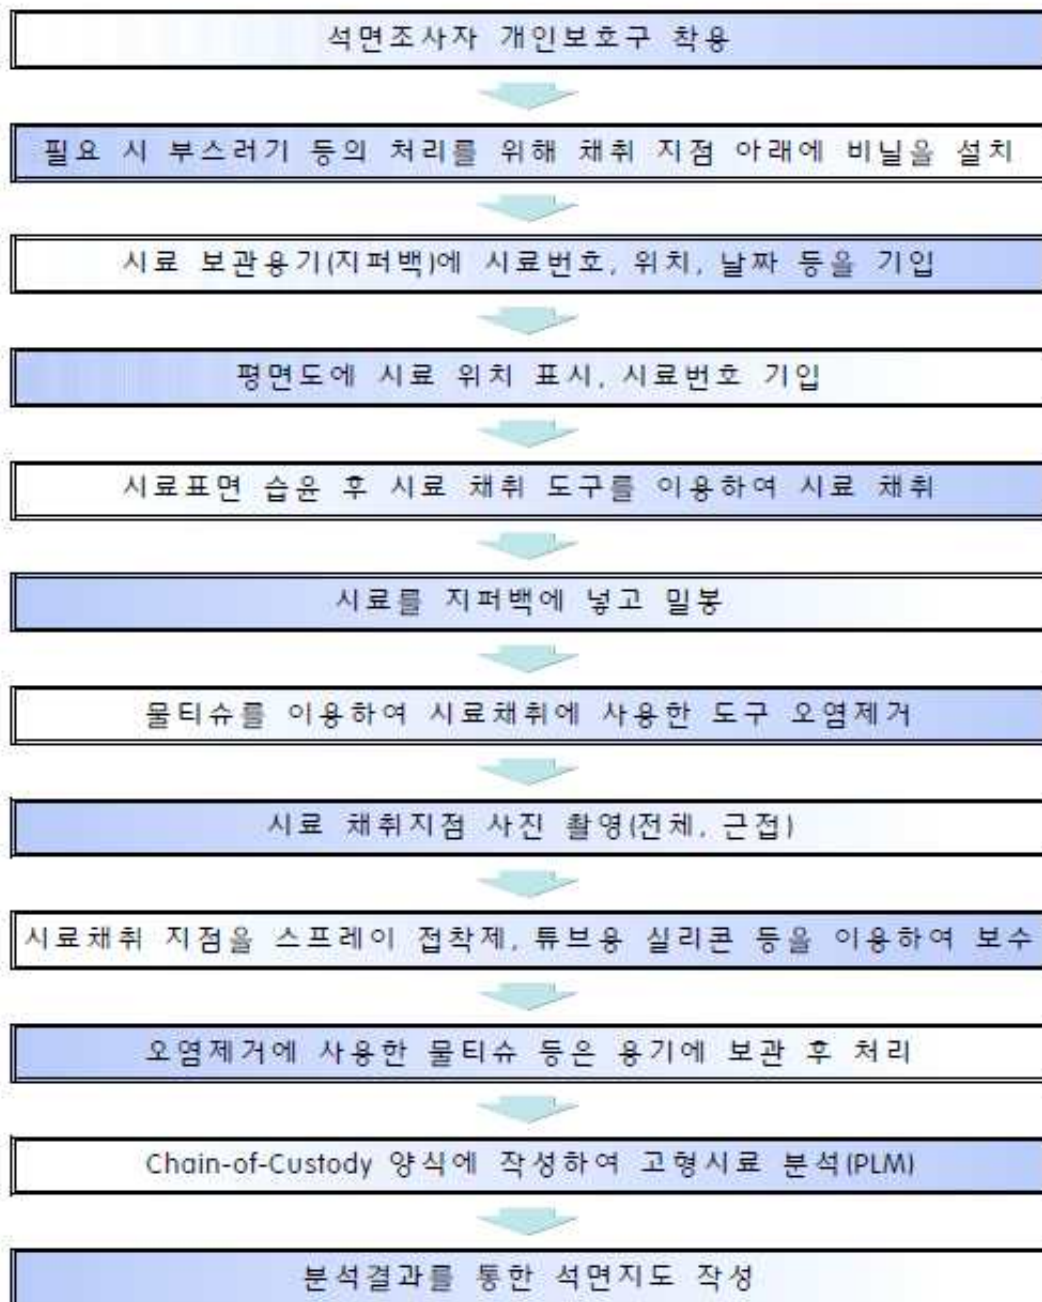 석면조사자 개인보호구 착용
필요 시 부스러기 등의 처리를 위해 채취 지점 아래에 비닐을 설치
시료 보관용기(지퍼백)에 시료번호, 위치, 날짜 등을 기입
평면도에 시료 위치 표시, 시료번호 기입
시료표면 습윤 후 시료 채취 도구를 이용하여 시료 채취
시료를 지퍼백에 넣고 밀봉
물티슈를 이용하여 시료채취에 사용한 도구 오염제거
시료 채취지점 사진 촬영(전체, 근접)
시료채취 지점을 스프레이 접착제, 튜브용 실리콘 등을 이용하여 보수
오염제거에 사용한 물티슈 등은 용기에 보관 후 처리
Chain-of-Custody 양식에 작성하여 고형시료 분석(PLM)
분석결과를 통한 석면지도 작성